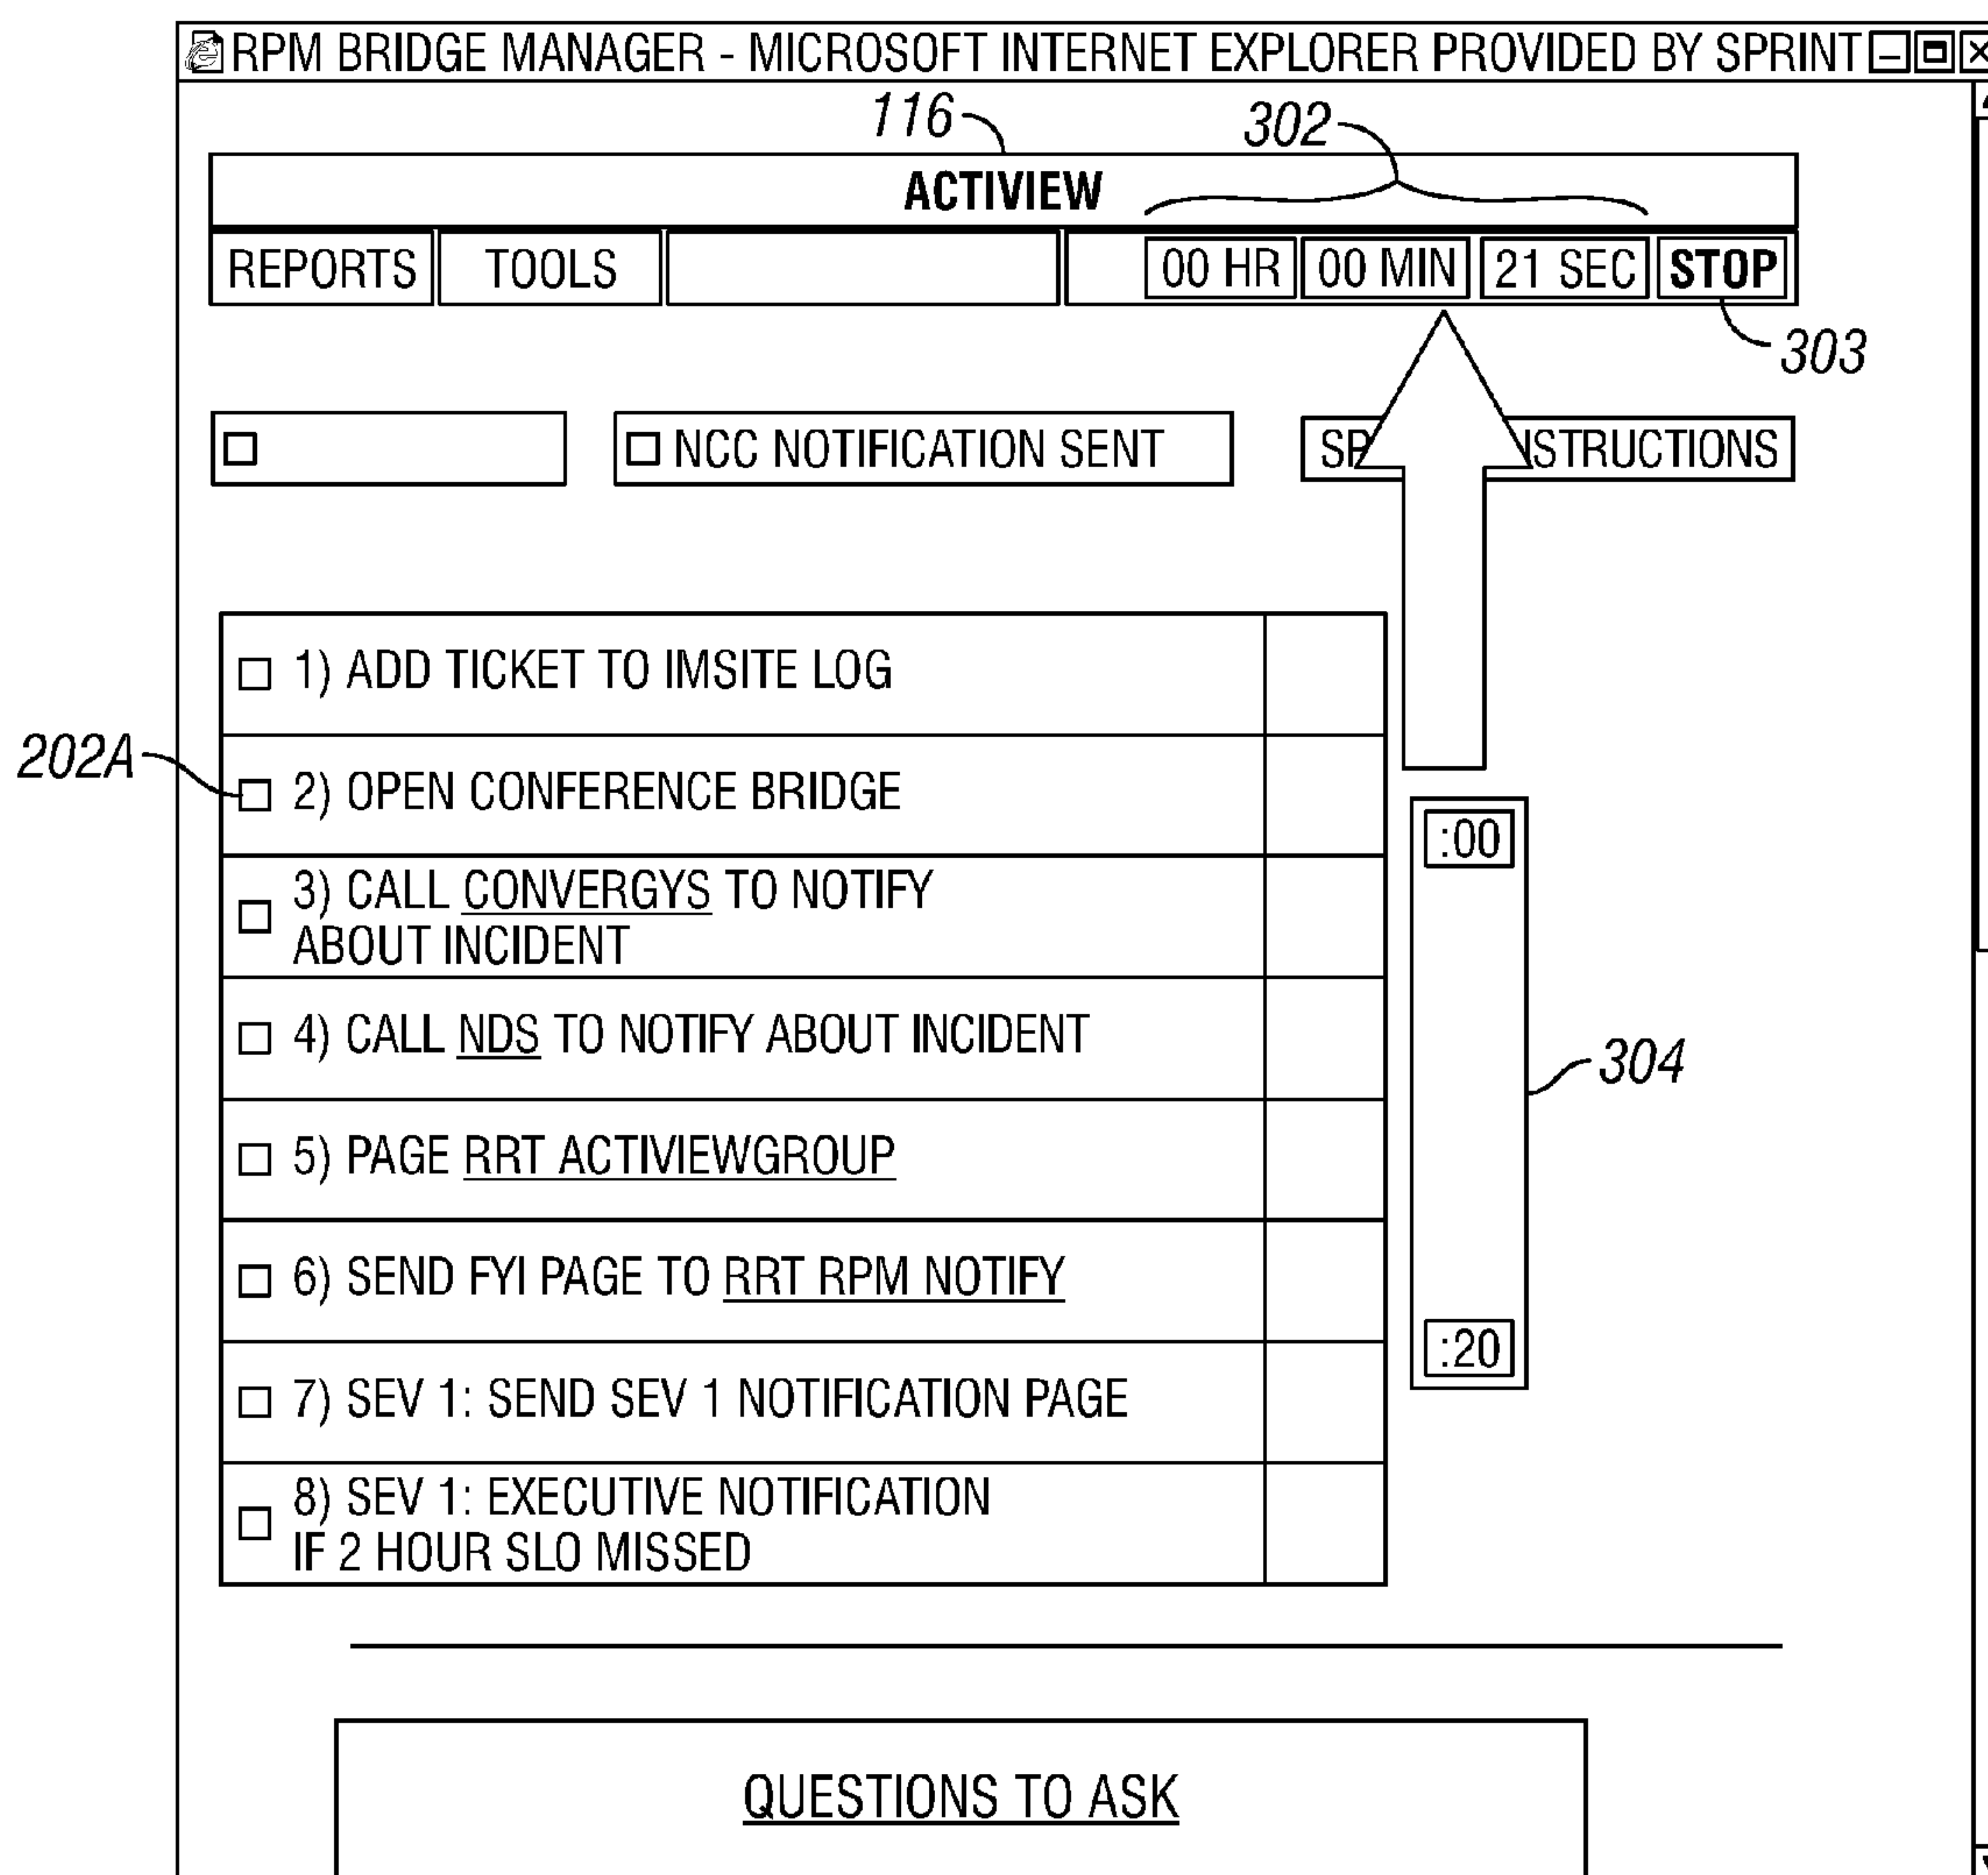 RPM BRIDGE MANAGER - MICROSOFT INTERNET EXPLORER PROVIDED BY SPRINT
116
302
ACTIVIEW
REPORTS TOOLS 00 HR 00 MIN 21 SEC STOP
303
NCC NOTIFICATION SENT
1) ADD TICKET TO IMSITE LOG
202A
2) OPEN CONFERENCE BRIDGE
:00
3) CALL CONVERGYS TO NOTIFY
ABOUT INCIDENT
4) CALL NDS TO NOTIFY ABOUT INCIDENT
304
5) PAGE RRT ACTIVIEWGROUP
6) SEND FYI PAGE TO RRT RPM NOTIFY
:20
7) SEV 1: SEND SEV 1 NOTIFICATION PAGE
8) SEV 1: EXECUTIVE NOTIFICATION
IF 2 HOUR SLO MISSED
QUESTIONS TO ASK